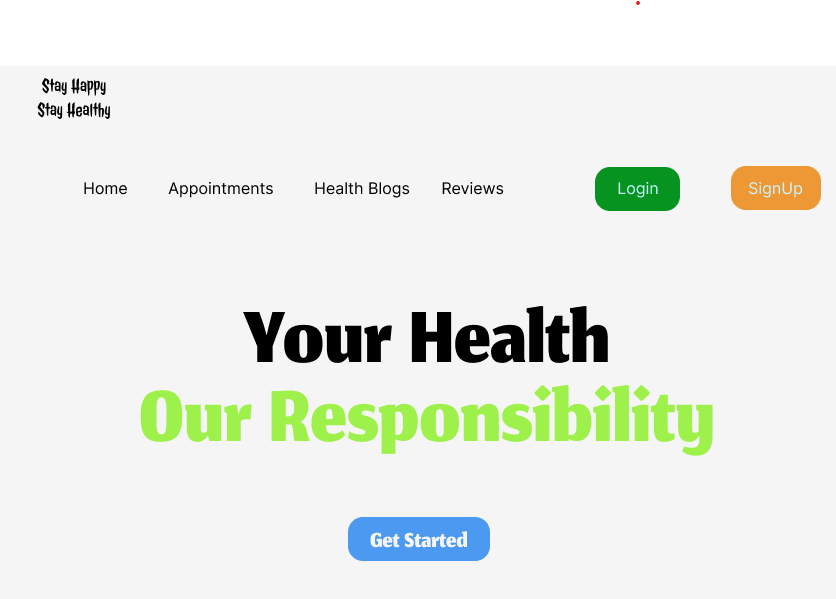 Stay Happy
Stay Healthy
Home Appointments Health Blogs Reviews Login SignUp
Your Health
Our Responsibility
Get Started